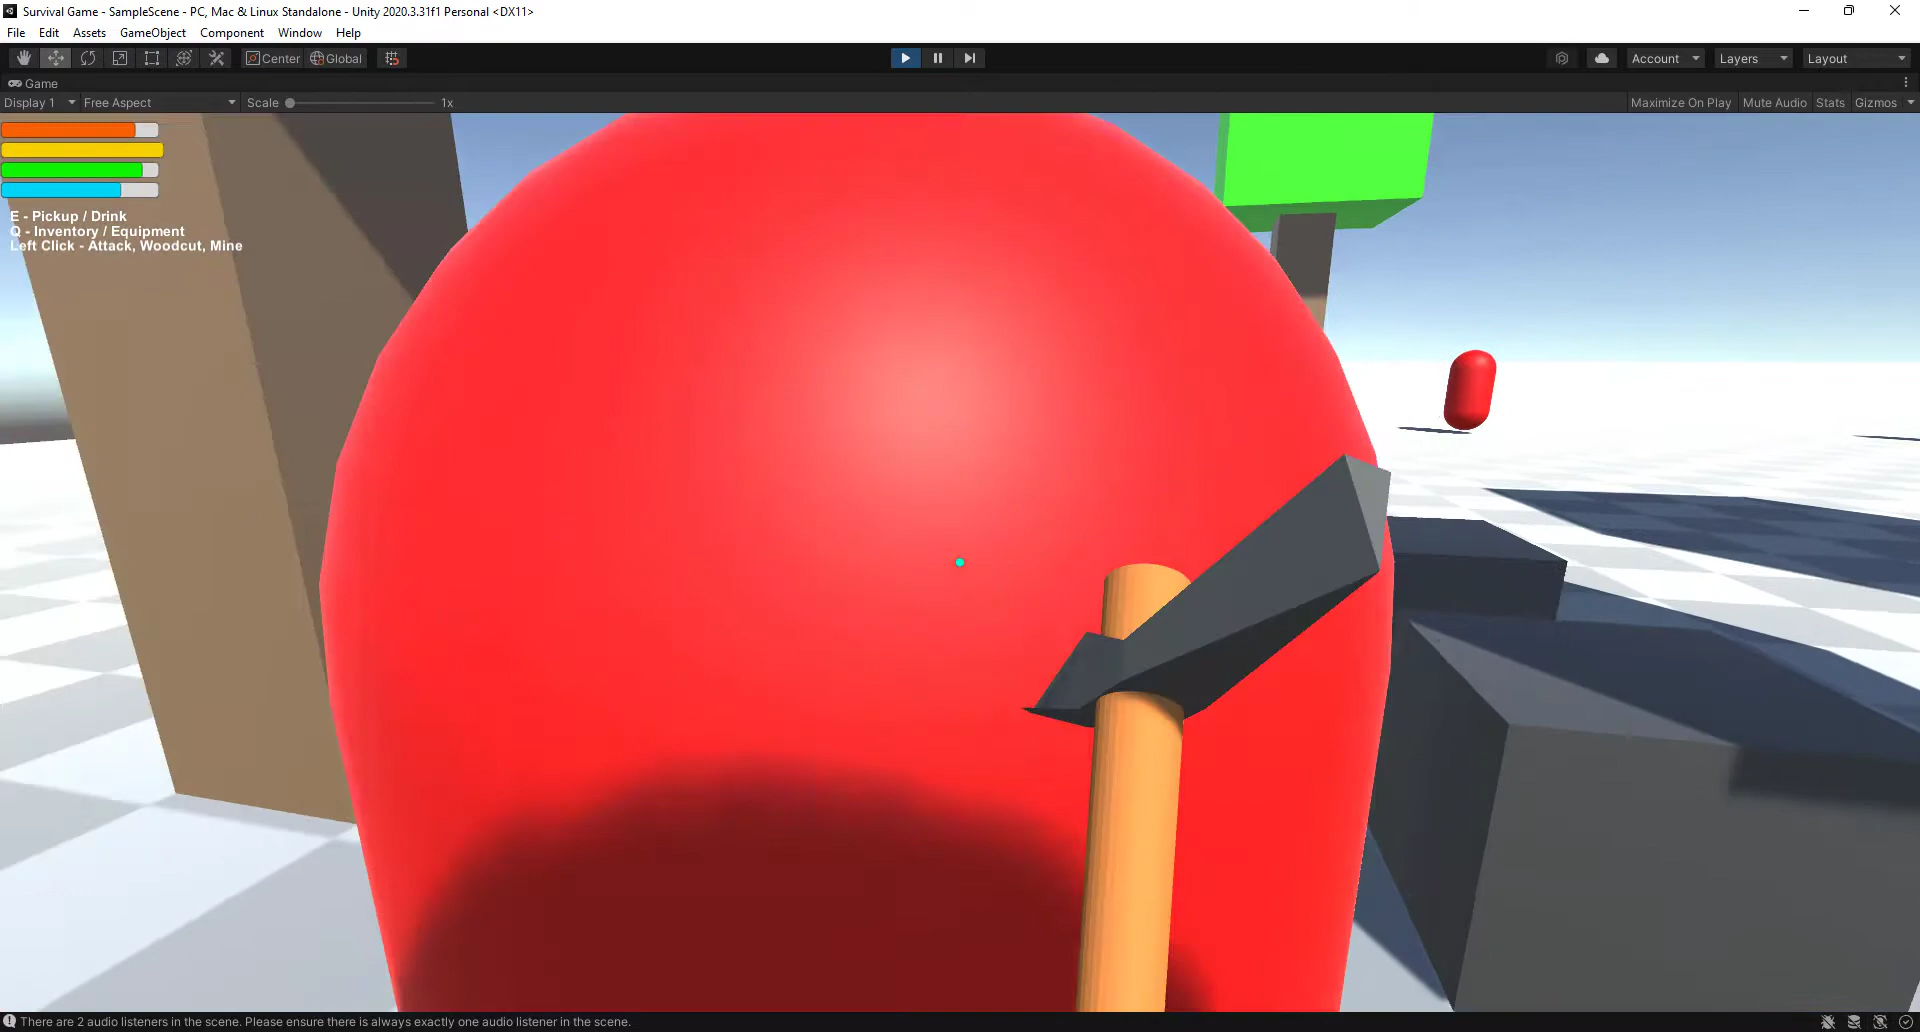 Survival Game - SampleScene - PC, Mac & Linux Standalone - Unity 2020.3.31f1 Personal <DX11>
File Edit Assets GameObject Component Window Help
Center Global Account Layers Layout
Game
Display 1 Free Aspect Scale 1x Maximize On Play Mute Audio Stats Gizmos
E - Pickup / Drink
Q - Inventory / Equipment
Left Click - Attack, Woodcut, Mine
There are 2 audio listeners in the scene. Please ensure there is always exactly one audio listener in the scene.